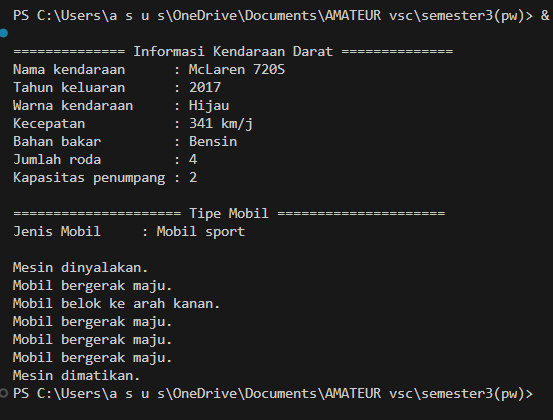 PS C:\Users\a s u s\OneDrive\Documents\AMATEUR vsc\semester3(pw)> &
============== Informasi Kendaraan Darat ==============
Nama kendaraan      : McLaren 720S
Tahun keluaran      : 2017
Warna kendaraan     : Hijau
Kecepatan           : 341 km/j
Bahan bakar         : Bensin
Jumlah roda         : 4
Kapasitas penumpang : 2
===================== Tipe Mobil =====================
Jenis Mobil     : Mobil sport
Mesin dinyalakan.
Mobil bergerak maju.
Mobil belok ke arah kanan.
Mobil bergerak maju.
Mobil bergerak maju.
Mobil bergerak maju.
Mesin dimatikan.
PS C:\Users\a s u s\OneDrive\Documents\AMATEUR vsc\semester3(pw)>